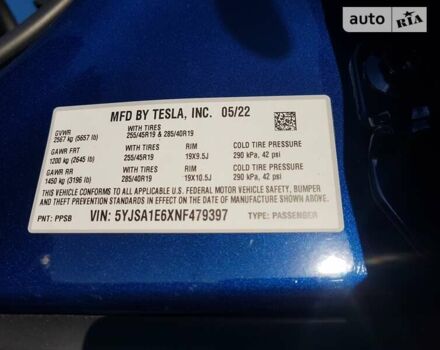 auto RIA
MFD BY TESLA, INC. 05/22
GVWR WITH TIRES
2567 kg (5657 lb) 255/45R19 & 285/40R19
GAWR FRT WITH TIRES RIM COLD TIRE PRESSURE
1200 kg (2645 lb) 255/45R19 19X9.5J 290 kPa, 42 psi
GAWR RR WITH TIRES RIM COLD TIRE PRESSURE
1450 kg (3196 lb) 285/40R19 19X10.5J 290 kPa, 42 psi
THIS VEHICLE CONFORMS TO ALL APPLICABLE U.S. FEDERAL MOTOR VEHICLE SAFETY, BUMPER
AND THEFT PREVENTION STANDARDS IN EFFECT ON THE DATE OF MANUFACTURE SHOWN ABOVE.
PNT: PPSB VIN: 5YJSA1E6XNF479397 TYPE: PASSENGER